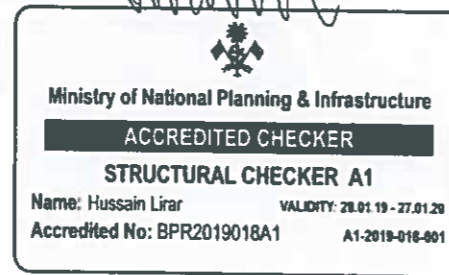 Ministry of National Planning & Infrastructure
ACCREDITED CHECKER
STRUCTURAL CHECKER A1
Name: Hussain Lirar VALIDITY: 28.01.19 - 27.01.29
Accredited No: BPR2019018A1 A1-2019-018-001